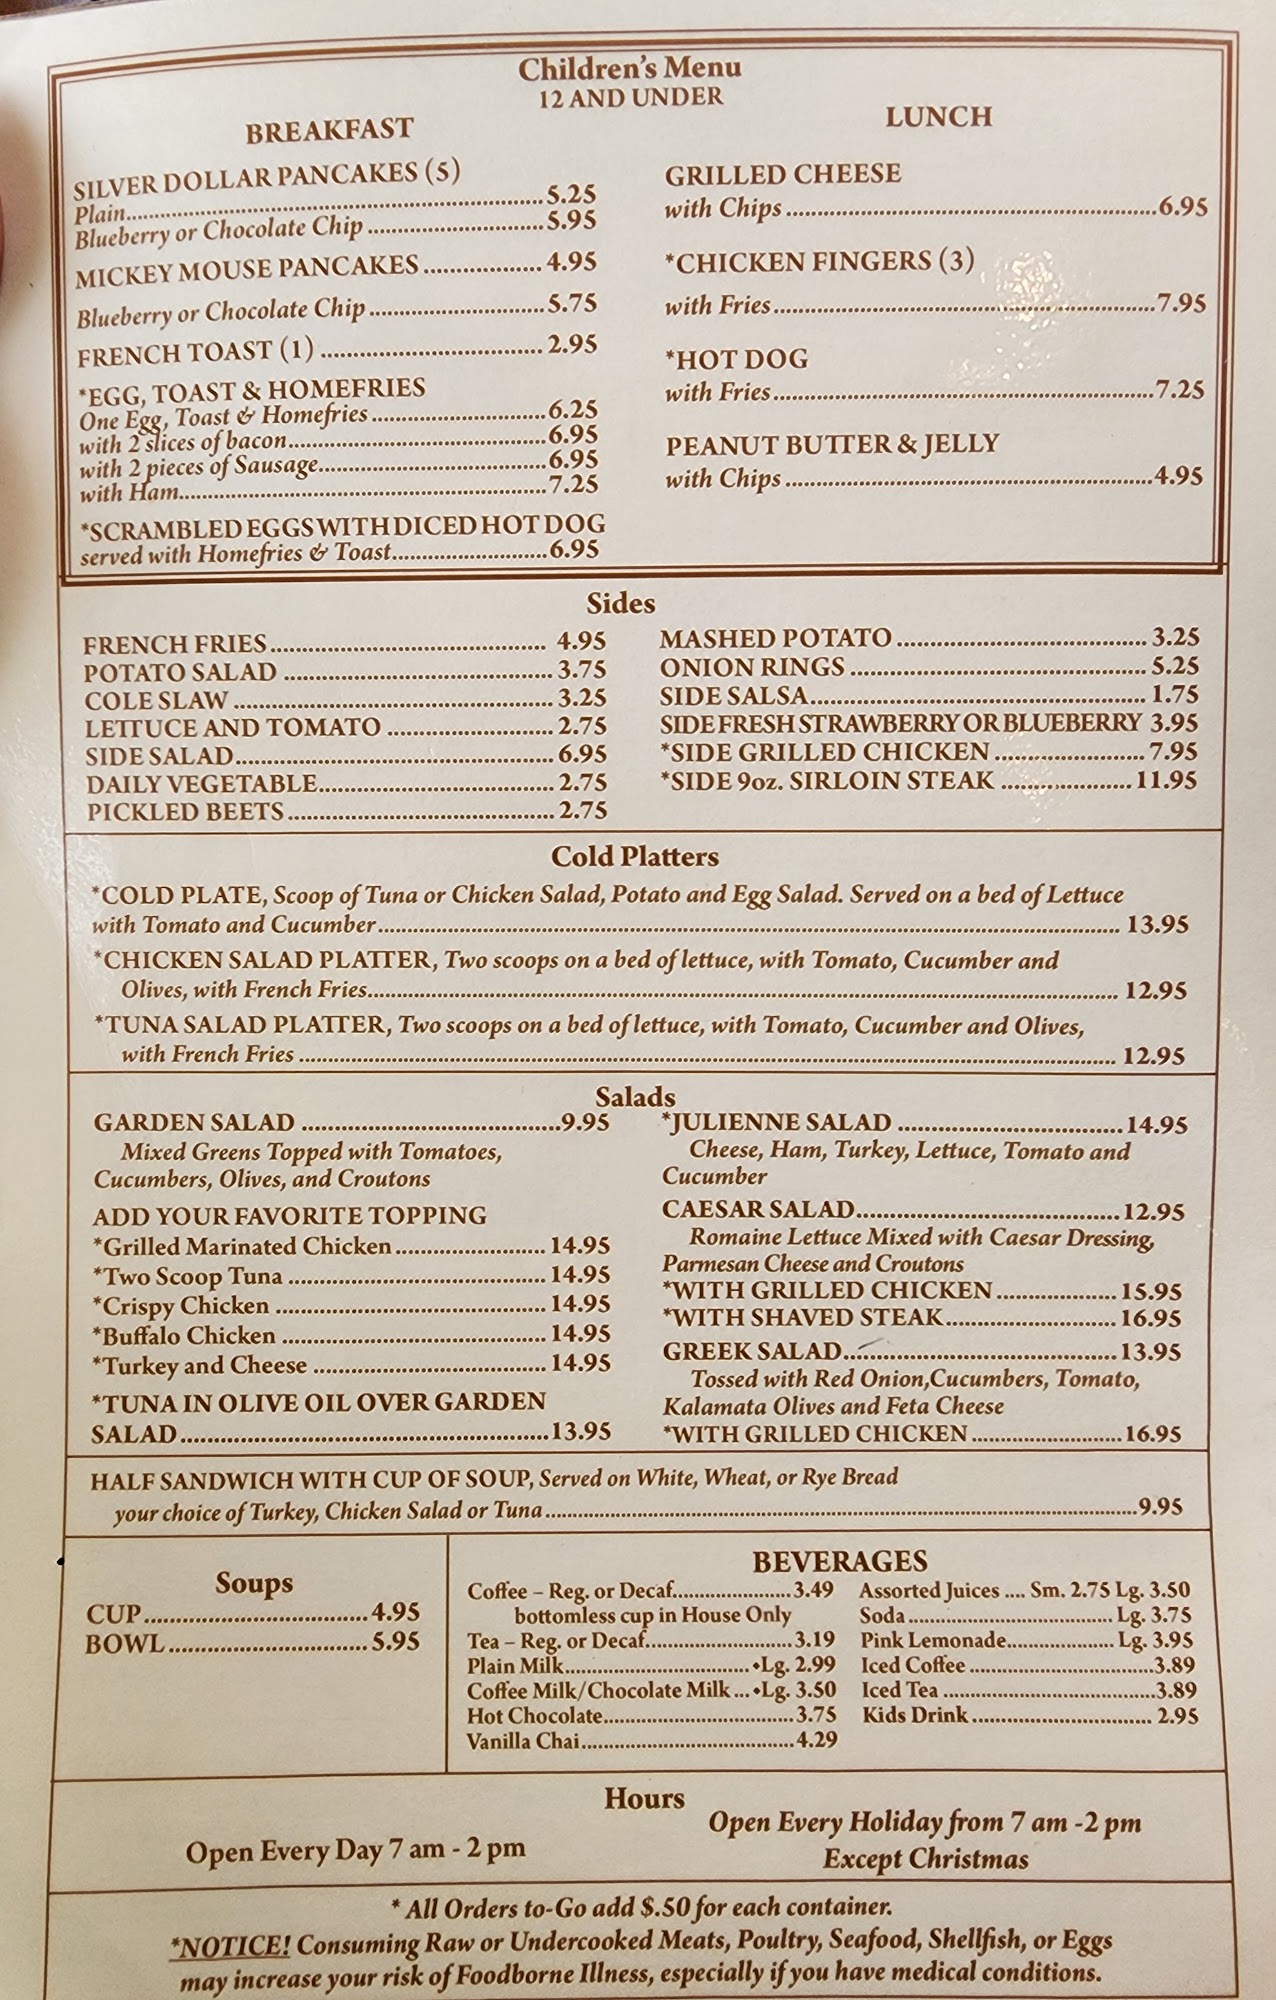 Children's Menu
12 AND UNDER
BREAKFAST
SILVER DOLLAR PANCAKES (5)
Plain 5.25
Blueberry or Chocolate Chip 5.95
MICKEY MOUSE PANCAKES 4.95
Blueberry or Chocolate Chip 5.75
FRENCH TOAST (1) 2.95
*EGG, TOAST & HOMEFRIES
One Egg, Toast & Homefries 6.25
with 2 slices of bacon 6.95
with 2 pieces of Sausage 6.95
with Ham 7.25
*SCRAMBLED EGGS WITH DICED HOT DOG
served with Homefries & Toast 6.95
LUNCH
GRILLED CHEESE
with Chips 6.95
*CHICKEN FINGERS (3)
with Fries 7.95
*HOT DOG
with Fries 7.25
PEANUT BUTTER & JELLY
with Chips 4.95
Sides
FRENCH FRIES 4.95
POTATO SALAD 3.75
COLE SLAW 3.25
LETTUCE AND TOMATO 2.75
SIDE SALAD 6.95
DAILY VEGETABLE 2.75
PICKLED BEETS 2.75
MASHED POTATO 3.25
ONION RINGS 5.25
SIDE SALSA 1.75
SIDE FRESH STRAWBERRY OR BLUEBERRY 3.95
*SIDE GRILLED CHICKEN 7.95
*SIDE 9oz. SIRLOIN STEAK 11.95
Cold Platters
*COLD PLATE, Scoop of Tuna or Chicken Salad, Potato and Egg Salad. Served on a bed of Lettuce
with Tomato and Cucumber 13.95
*CHICKEN SALAD PLATTER, Two scoops on a bed of lettuce, with Tomato, Cucumber and
Olives, with French Fries 12.95
*TUNA SALAD PLATTER, Two scoops on a bed of lettuce, with Tomato, Cucumber and Olives,
with French Fries 12.95
Salads
GARDEN SALAD 9.95
Mixed Greens Topped with Tomatoes,
Cucumbers, Olives, and Croutons
ADD YOUR FAVORITE TOPPING
*Grilled Marinated Chicken 14.95
*Two Scoop Tuna 14.95
*Crispy Chicken 14.95
*Buffalo Chicken 14.95
*Turkey and Cheese 14.95
*TUNA IN OLIVE OIL OVER GARDEN
SALAD 13.95
*JULIENNE SALAD 14.95
Cheese, Ham, Turkey, Lettuce, Tomato and
Cucumber
CAESAR SALAD 12.95
Romaine Lettuce Mixed with Caesar Dressing,
Parmesan Cheese and Croutons
*WITH GRILLED CHICKEN 15.95
*WITH SHAVED STEAK 16.95
GREEK SALAD 13.95
Tossed with Red Onion,Cucumbers, Tomato,
Kalamata Olives and Feta Cheese
*WITH GRILLED CHICKEN 16.95
HALF SANDWICH WITH CUP OF SOUP, Served on White, Wheat, or Rye Bread
your choice of Turkey, Chicken Salad or Tuna 9.95
Soups
CUP 4.95
BOWL 5.95
BEVERAGES
Coffee – Reg. or Decaf 3.49
bottomless cup in House Only
Tea – Reg. or Decaf 3.19
Plain Milk •Lg. 2.99
Coffee Milk/Chocolate Milk •Lg. 3.50
Hot Chocolate 3.75
Vanilla Chai 4.29
Assorted Juices Sm. 2.75 Lg. 3.50
Soda Lg. 3.75
Pink Lemonade Lg. 3.95
Iced Coffee 3.89
Iced Tea 3.89
Kids Drink 2.95
Hours
Open Every Day 7 am - 2 pm
Open Every Holiday from 7 am -2 pm
Except Christmas
* All Orders to-Go add $.50 for each container.
*NOTICE! Consuming Raw or Undercooked Meats, Poultry, Seafood, Shellfish, or Eggs
may increase your risk of Foodborne Illness, especially if you have medical conditions.